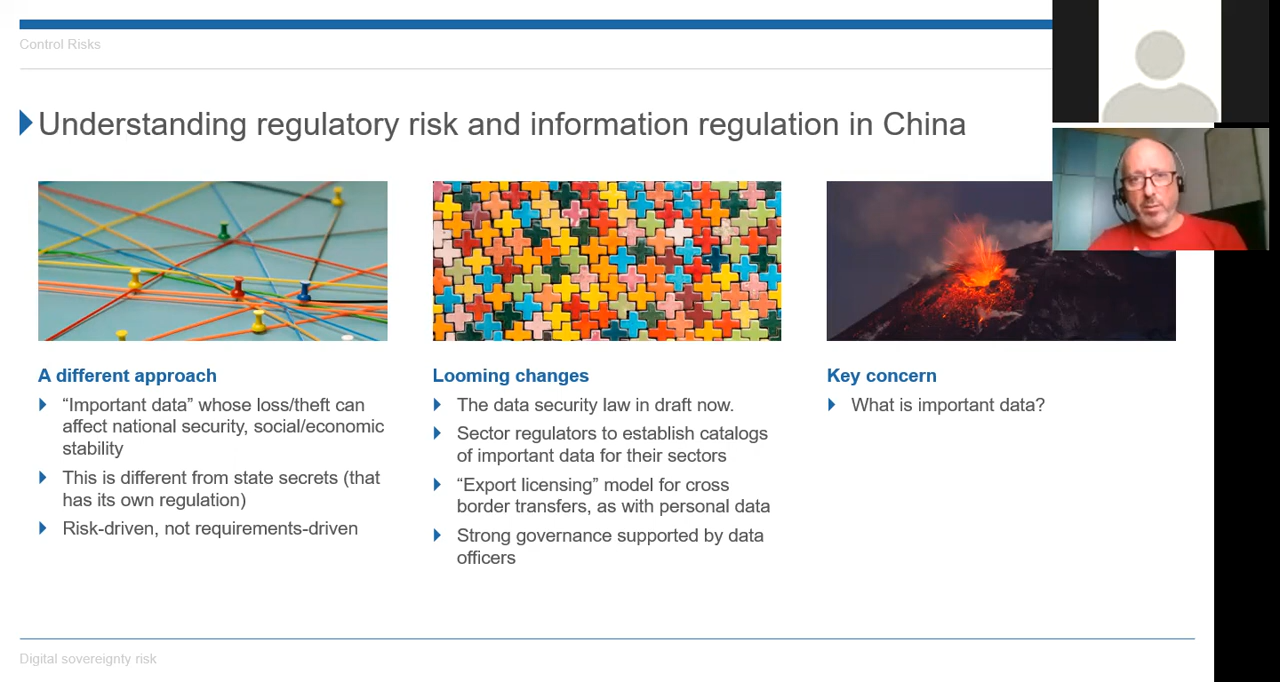 Control Risks
Understanding regulatory risk and information regulation in China
A different approach
“Important data” whose loss/theft can
affect national security, social/economic
stability
This is different from state secrets (that
has its own regulation)
Risk-driven, not requirements-driven
Looming changes
The data security law in draft now.
Sector regulators to establish catalogs
of important data for their sectors
“Export licensing” model for cross
border transfers, as with personal data
Strong governance supported by data
officers
Key concern
What is important data?
Digital sovereignty risk